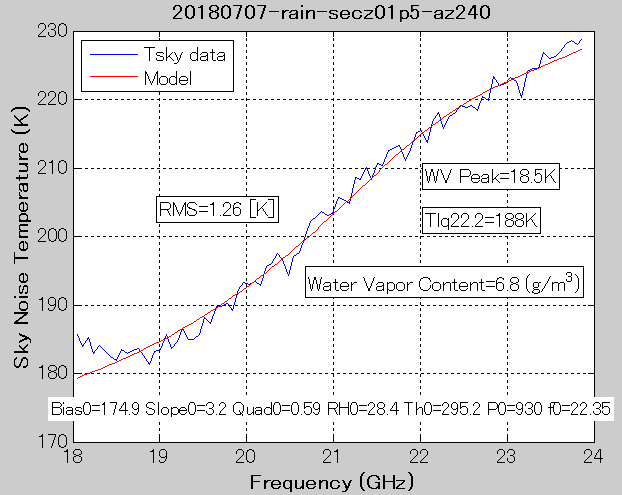 20180707-rain-secz01p5-az240
Tsky data
Model
WV Peak=18.5K
RMS=1.26 [K]
Tlq22.2=188K
Water Vapor Content=6.8 (g/m3)
Bias0=174.9 Slope0=3.2 Quad0=0.59 RH0=28.4 Th0=295.2 P0=930 f0=22.35
Sky Noise Temperature (K)
230
220
210
200
190
180
170
18 19 20 21 22 23 24
Frequency (GHz)